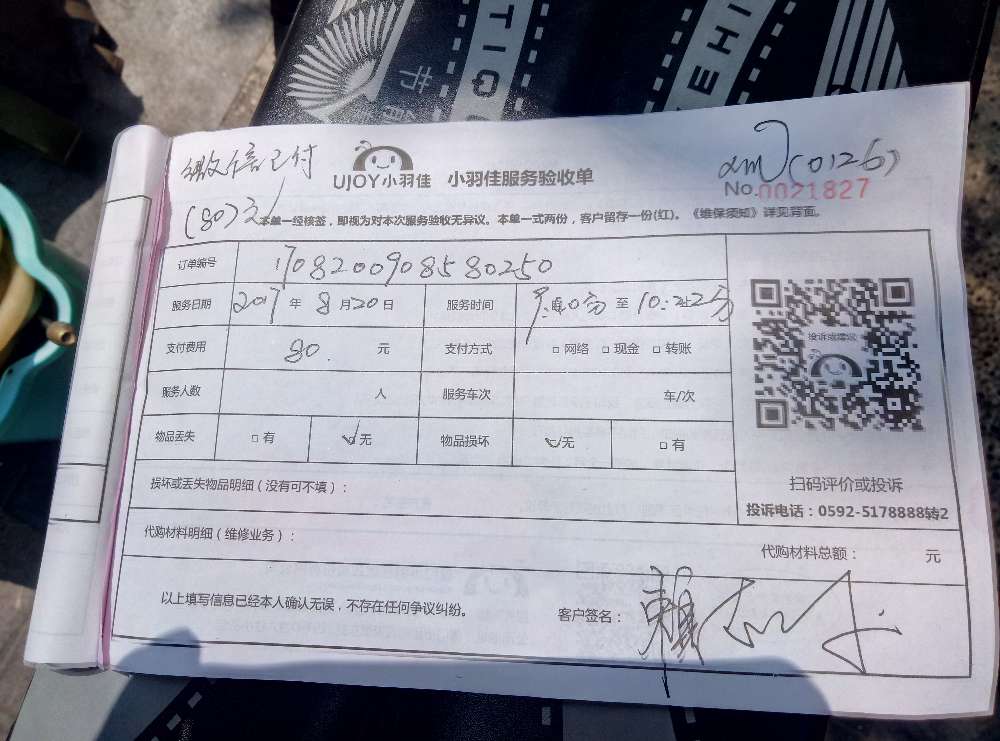 TIQ
EHI
微信已付
(80)元
UJOY小羽佳 小羽佳服务验收单
xm(0126)
No.0021827
本单一经核签，即视为对本次服务验收无异议。本单一式两份，客户留存一份(红)。《维保须知》详见背面。
订单编号 170820090858 0250
服务日期 2017 年 8 月 20 日 服务时间 至 10:22分
支付费用 80. 元 支付方式 □ 网络 □ 现金 □ 转账
服务人数 人 服务车次 车/次
物品丢失 □ 有 ☑ 无 物品损坏 ☑ 无 □ 有
损坏或丢失物品明细（没有可不填）：
扫码评价或投诉
投诉电话：0592-5178888转2
代购材料明细（维修业务）： 代购材料总额： 元
以上填写信息已经本人确认无误，不存在任何争议纠纷。 客户签名：